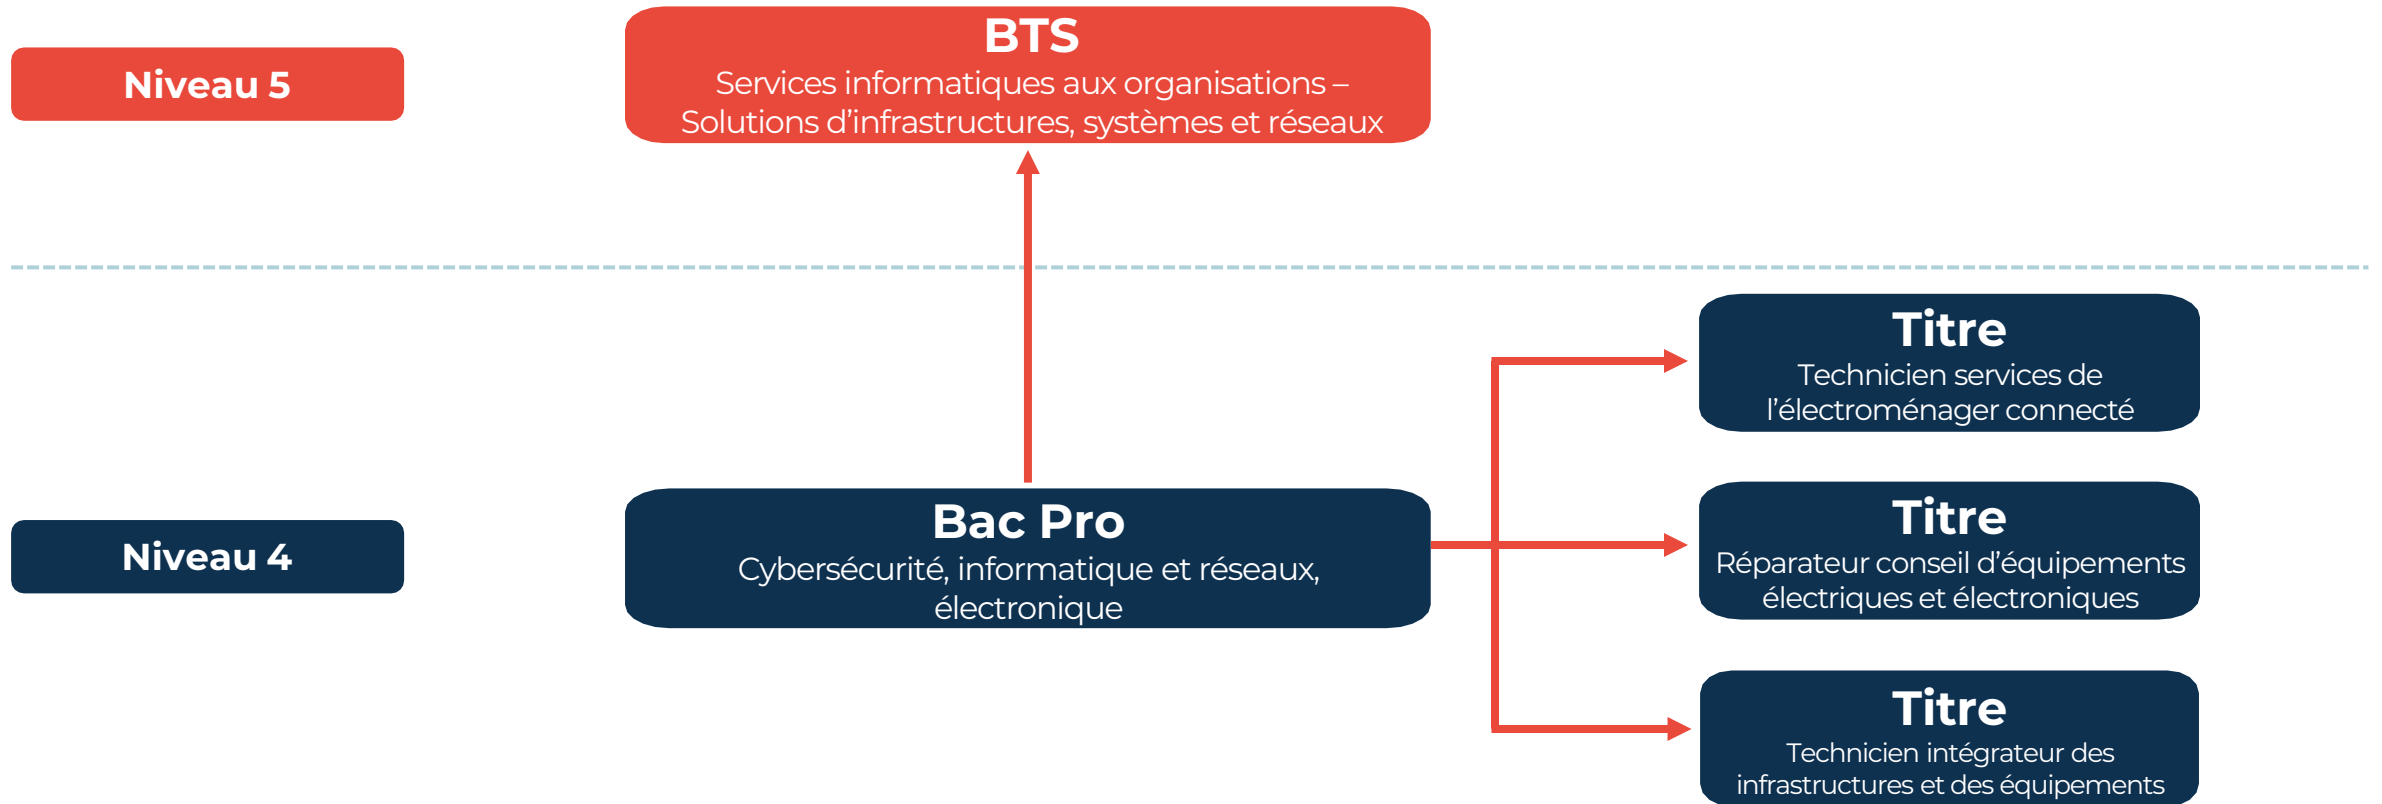 Niveau 5
BTS
Services informatiques aux organisations –
Solutions d’infrastructures, systèmes et réseaux
Titre
Technicien services de
l’électroménager connecté
Niveau 4
Bac Pro
Cybersécurité, informatique et réseaux,
électronique
Titre
Réparateur conseil d’équipements
électriques et électroniques
Titre
Technicien intégrateur des
infrastructures et des équipements